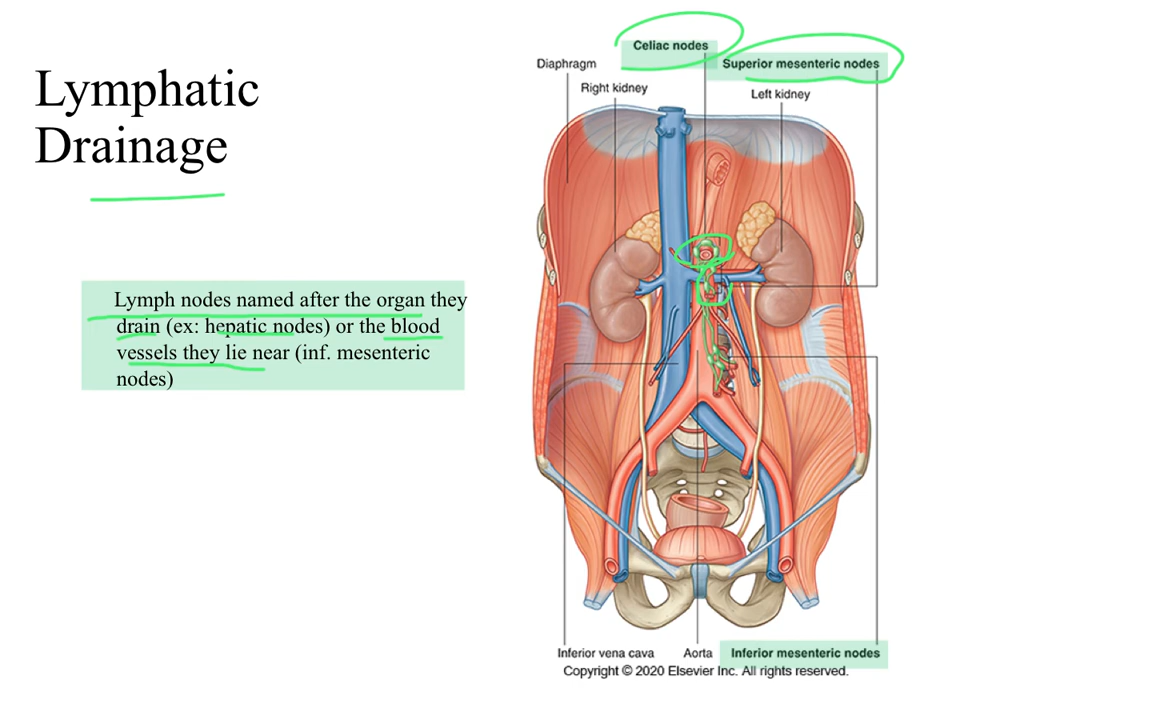 Lymphatic
Drainage
Lymph nodes named after the organ they
drain (ex: hepatic nodes) or the blood
vessels they lie near (inf. mesenteric
nodes)
Celiac nodes
Diaphragm
Superior mesenteric nodes
Right kidney
Left kidney
Inferior vena cava
Aorta
Inferior mesenteric nodes
Copyright © 2020 Elsevier Inc. All rights reserved.